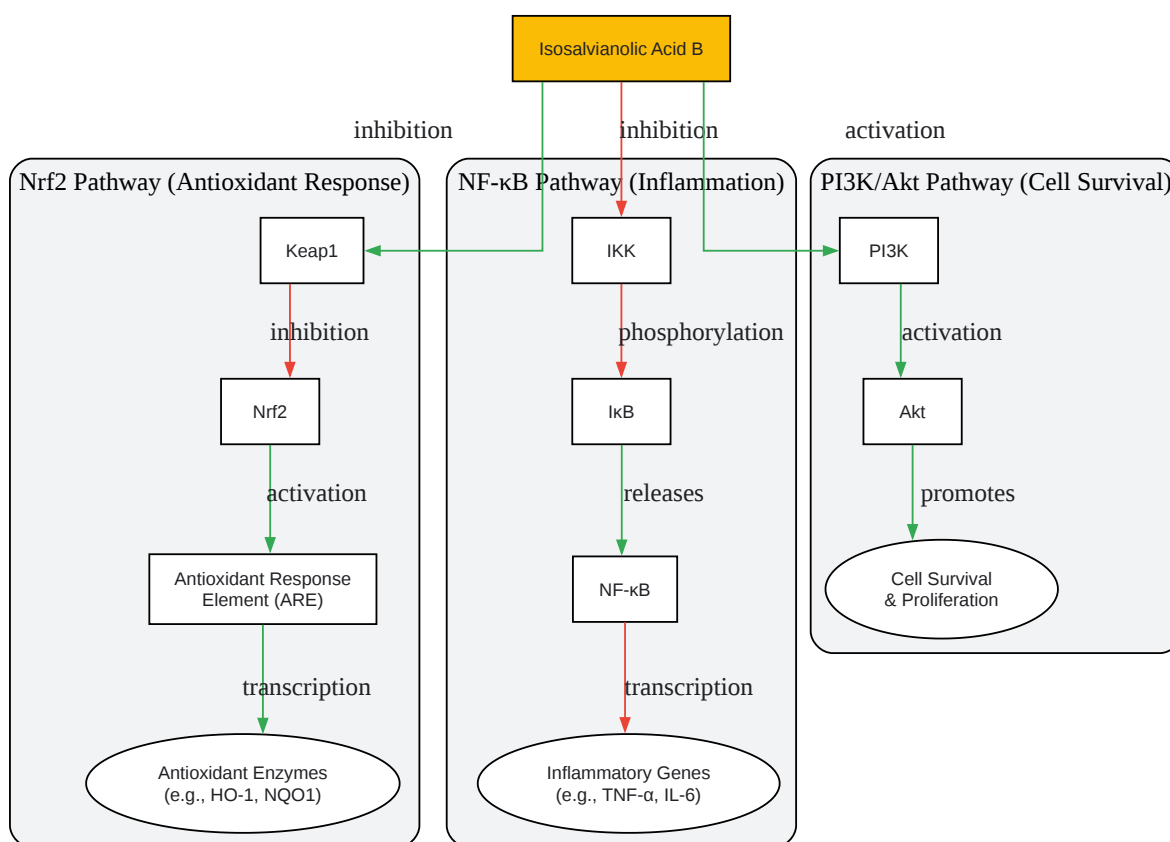 Isosalvianolic Acid B
inhibition
inhibition
activation
Nrf2 Pathway (Antioxidant Response)
Keap1
inhibition
Nrf2
activation
Antioxidant Response
Element (ARE)
transcription
Antioxidant Enzymes
(e.g., HO-1, NQO1)
NF-κB Pathway (Inflammation)
IKK
phosphorylation
IκB
releases
NF-κB
transcription
Inflammatory Genes
(e.g., TNF-α, IL-6)
PI3K/Akt Pathway (Cell Survival)
PI3K
activation
Akt
promotes
Cell Survival
& Proliferation